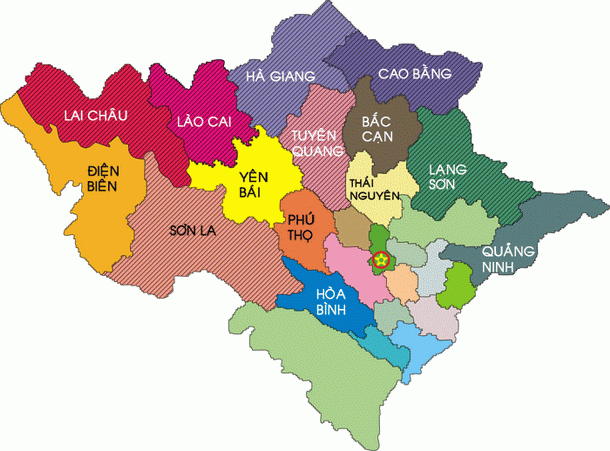 HÀ GIANG
CAO BẰNG
LAI CHÂU
LÀO CAI
BẮC
CẠN
TUYÊN
QUANG
ĐIỆN
BIÊN
YÊN
BÁI
THÁI
NGUYÊN
LẠNG
SƠN
SƠN LA
PHÚ
THỌ
QUẢNG
NINH
HÒA
BÌNH